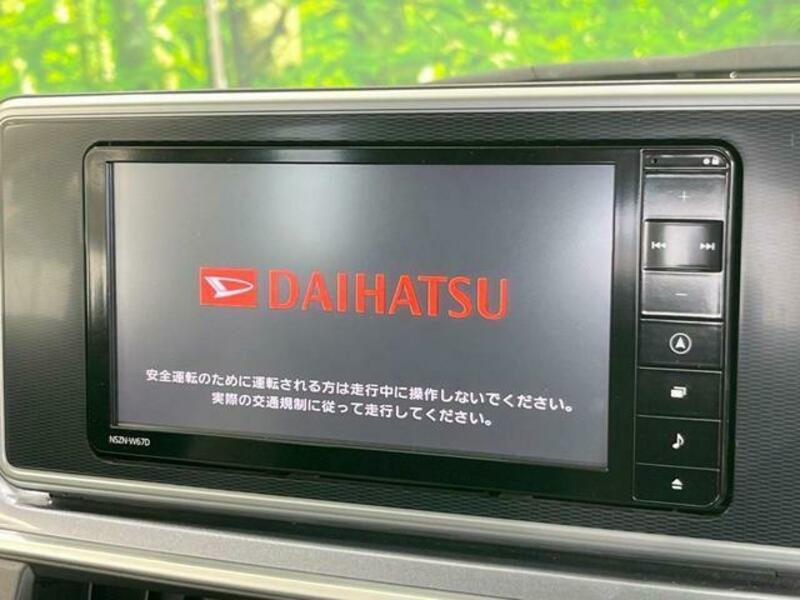 DAIHATSU
安全運転のために運転される方は走行中に操作しないでください。
実際の交通規制に従って走行してください。
NSZN-W67D